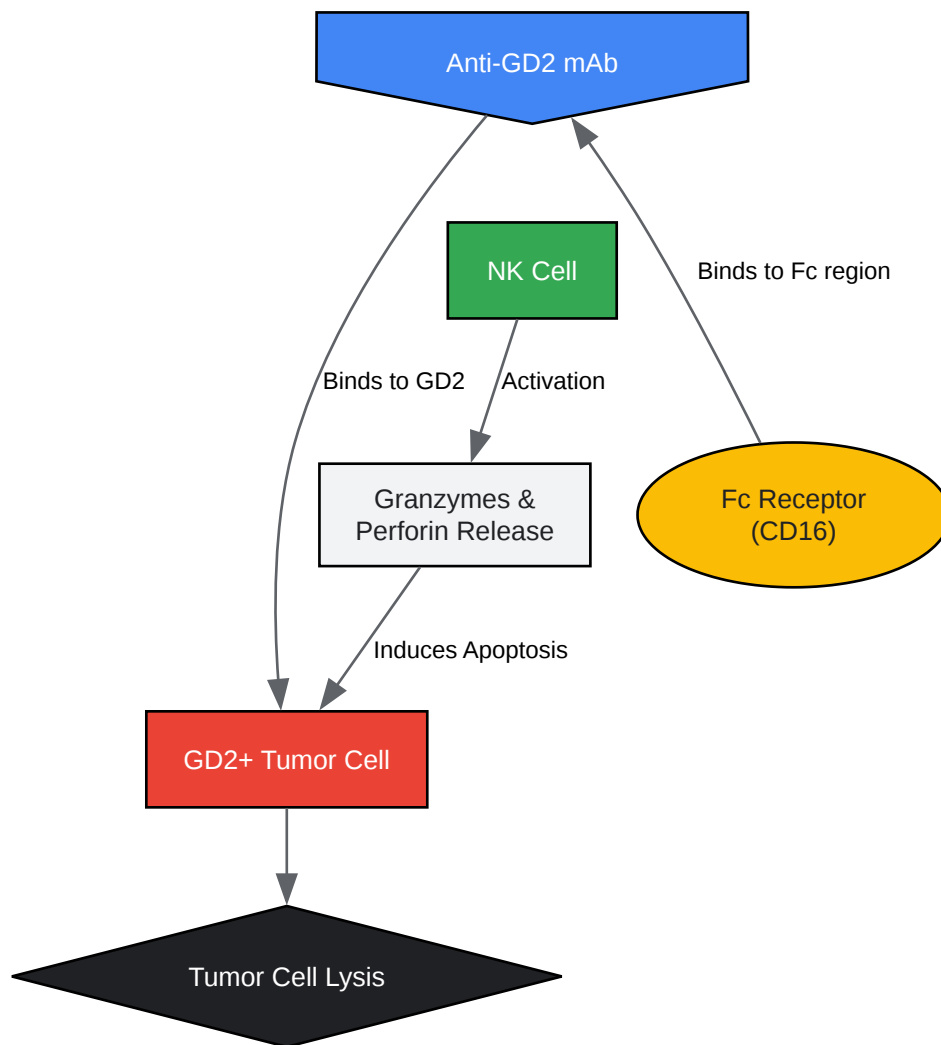 Anti-GD2 mAb
NK Cell
Binds to Fc region
Binds to GD2
Activation
Granzymes &
Perforin Release
Fc Receptor
(CD16)
Induces Apoptosis
GD2+ Tumor Cell
Tumor Cell Lysis